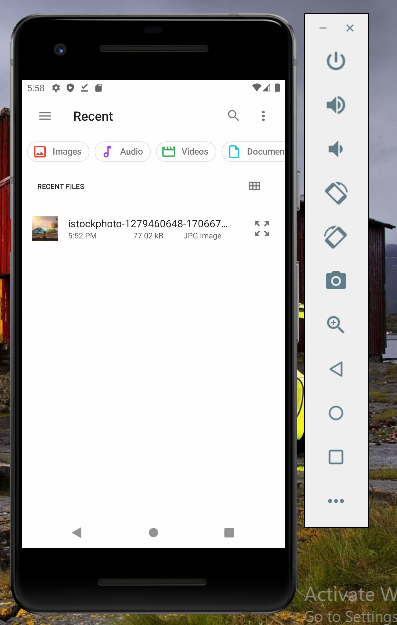 5:58
Recent
Images
Audio
Videos
Documen
RECENT FILES
istockphoto-1279460648-170667...
5:52 PM 77.02 kB JPG image
Activate W
Go to Settings